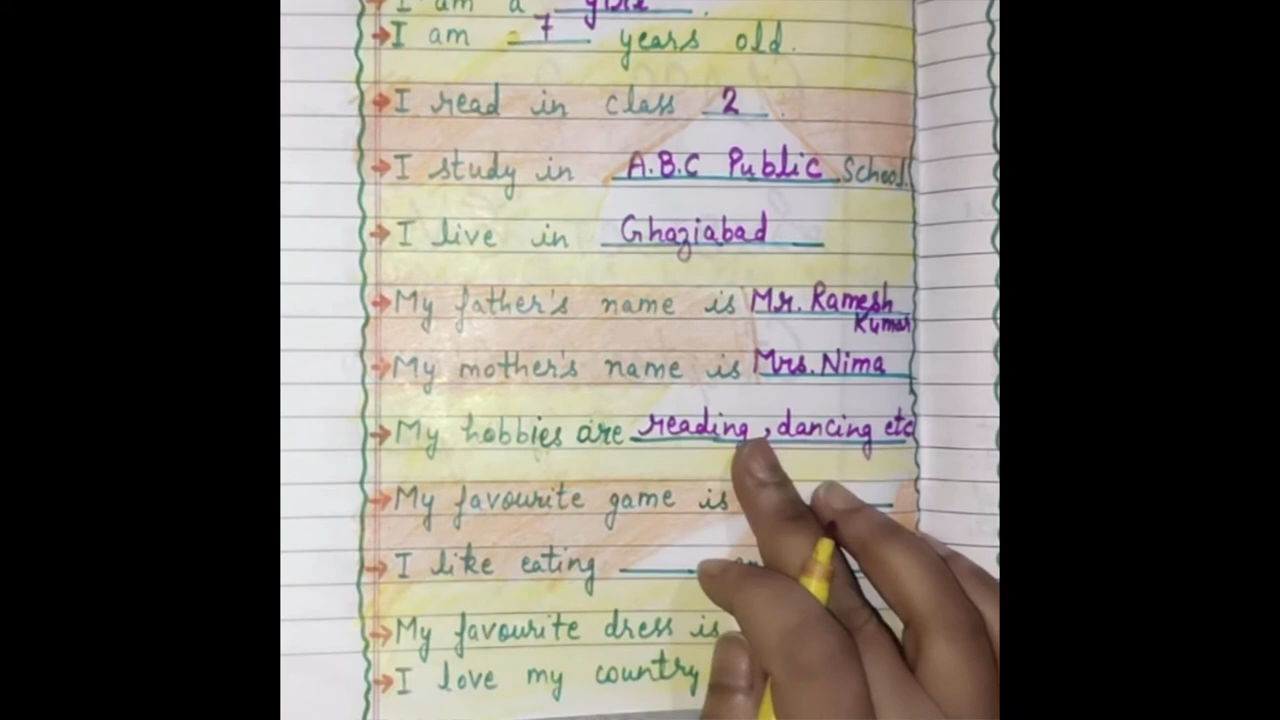 I am a
I am 7 years old.
I read in class 2.
I study in A.B.C Public School.
I live in Ghaziabad
My father's name is Mr. Ramesh
Kumar
My mother's name is Mrs. Nima
My hobbies are reading, dancing etc
My favourite game is
I like eating
My favourite dress is
I love my country